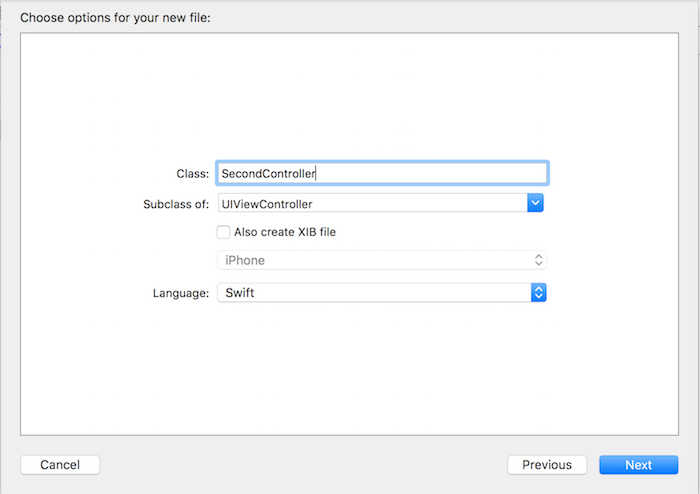 Choose options for your new file:
Class: SecondController
Subclass of: UIViewController
Also create XIB file
iPhone
Language: Swift
Cancel Previous Next